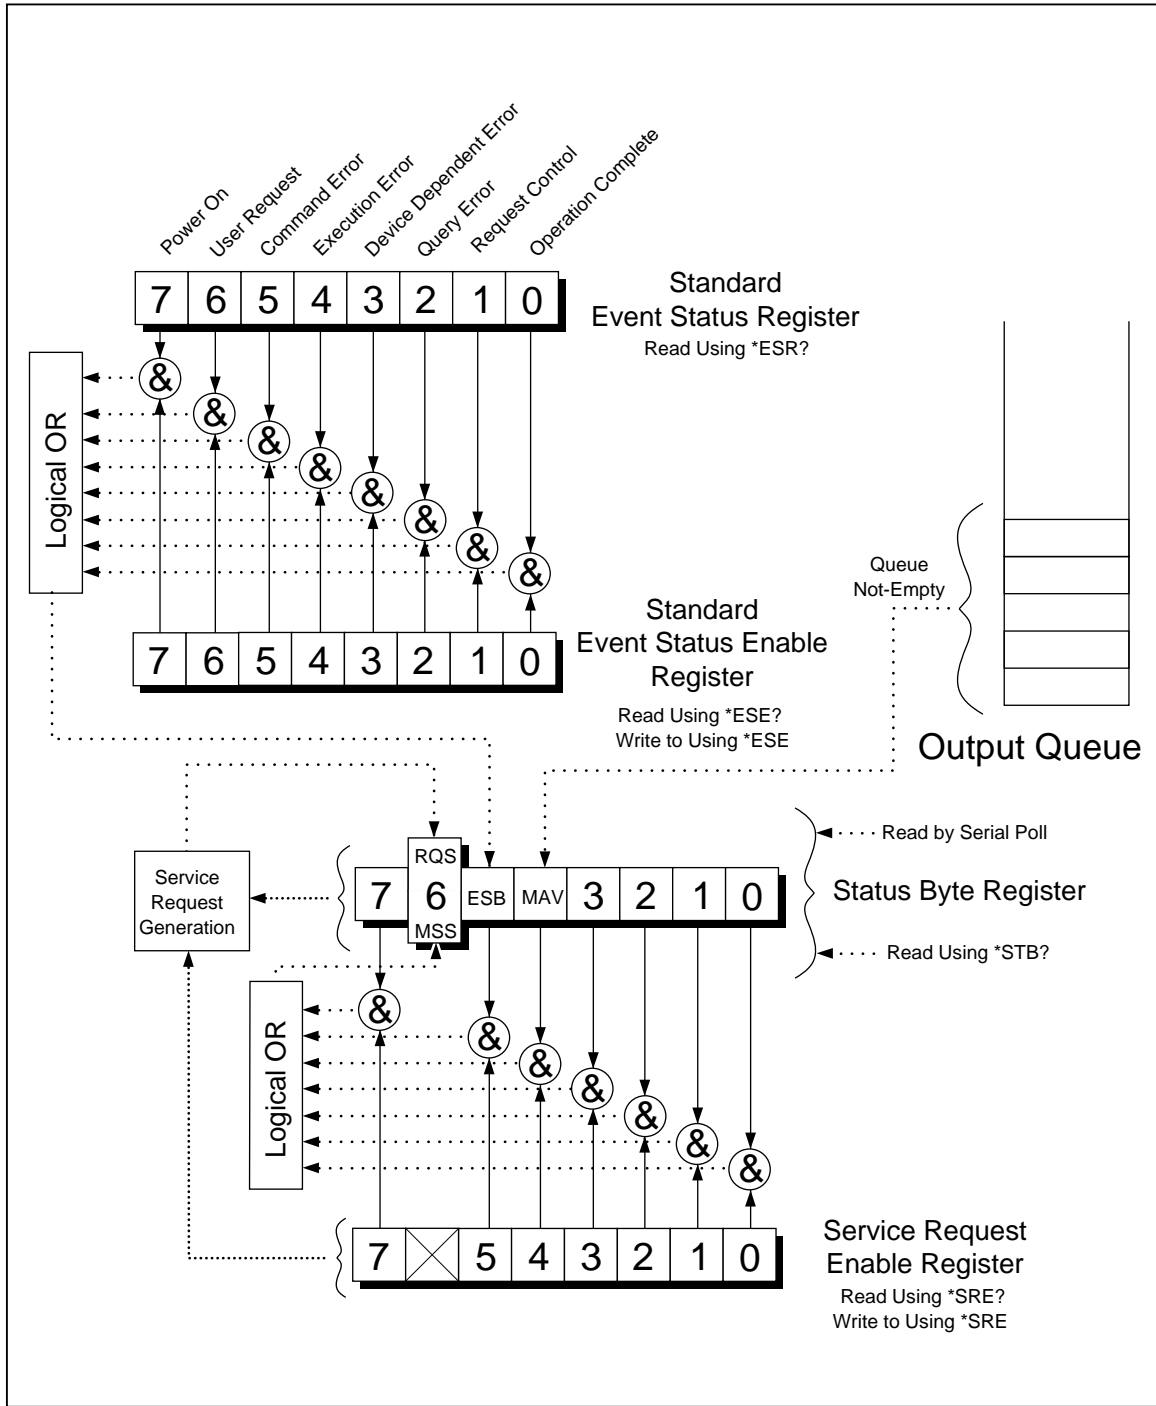 Power On
User Request
Command Error
Execution Error
Device Dependent Error
Query Error
Request Control
Operation Complete
7 6 5 4 3 2 1 0
Standard
Event Status Register
Read Using *ESR?
&
&
&
&
&
&
&
&
Logical OR
7 6 5 4 3 2 1 0
Standard
Event Status Enable
Register
Read Using *ESE?
Write to Using *ESE
Queue
Not-Empty
Output Queue
Service
Request
Generation
RQS
7 6 ESB MAV 3 2 1 0
MSS
Read by Serial Poll
Status Byte Register
Read Using *STB?
&
&
&
&
&
&
&
Logical OR
7 5 4 3 2 1 0
Service Request
Enable Register
Read Using *SRE?
Write to Using *SRE